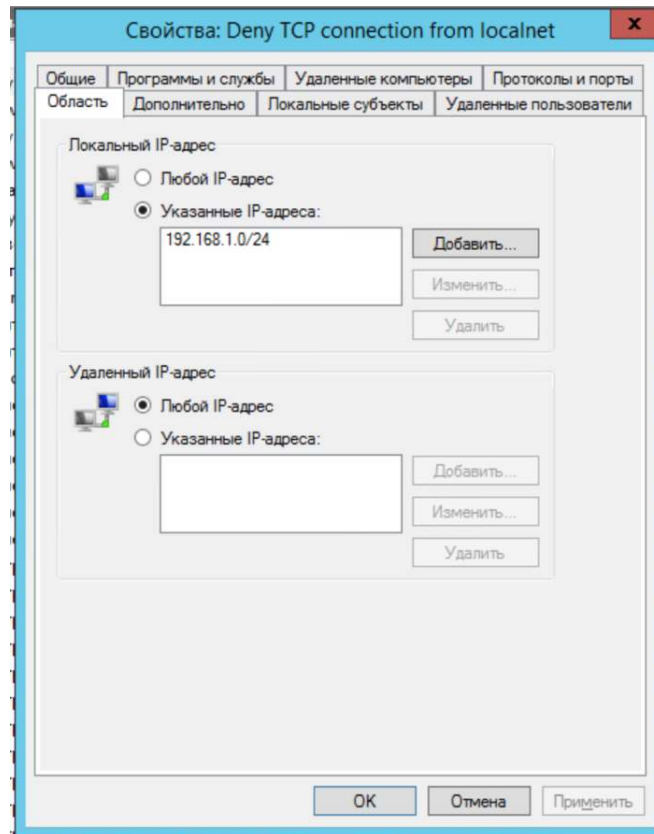 Свойства: Deny TCP connection from localnet
x
Общие Программы и службы Удаленные компьютеры Протоколы и порты
Область Дополнительно Локальные субъекты Удаленные пользователи
Локальный IP-адрес
Любой IP-адрес
Указанные IP-адреса:
192.168.1.0/24
Добавить...
Изменить...
Удалить
Удаленный IP-адрес
Любой IP-адрес
Указанные IP-адреса:
Добавить...
Изменить...
Удалить
OK Отмена Применить